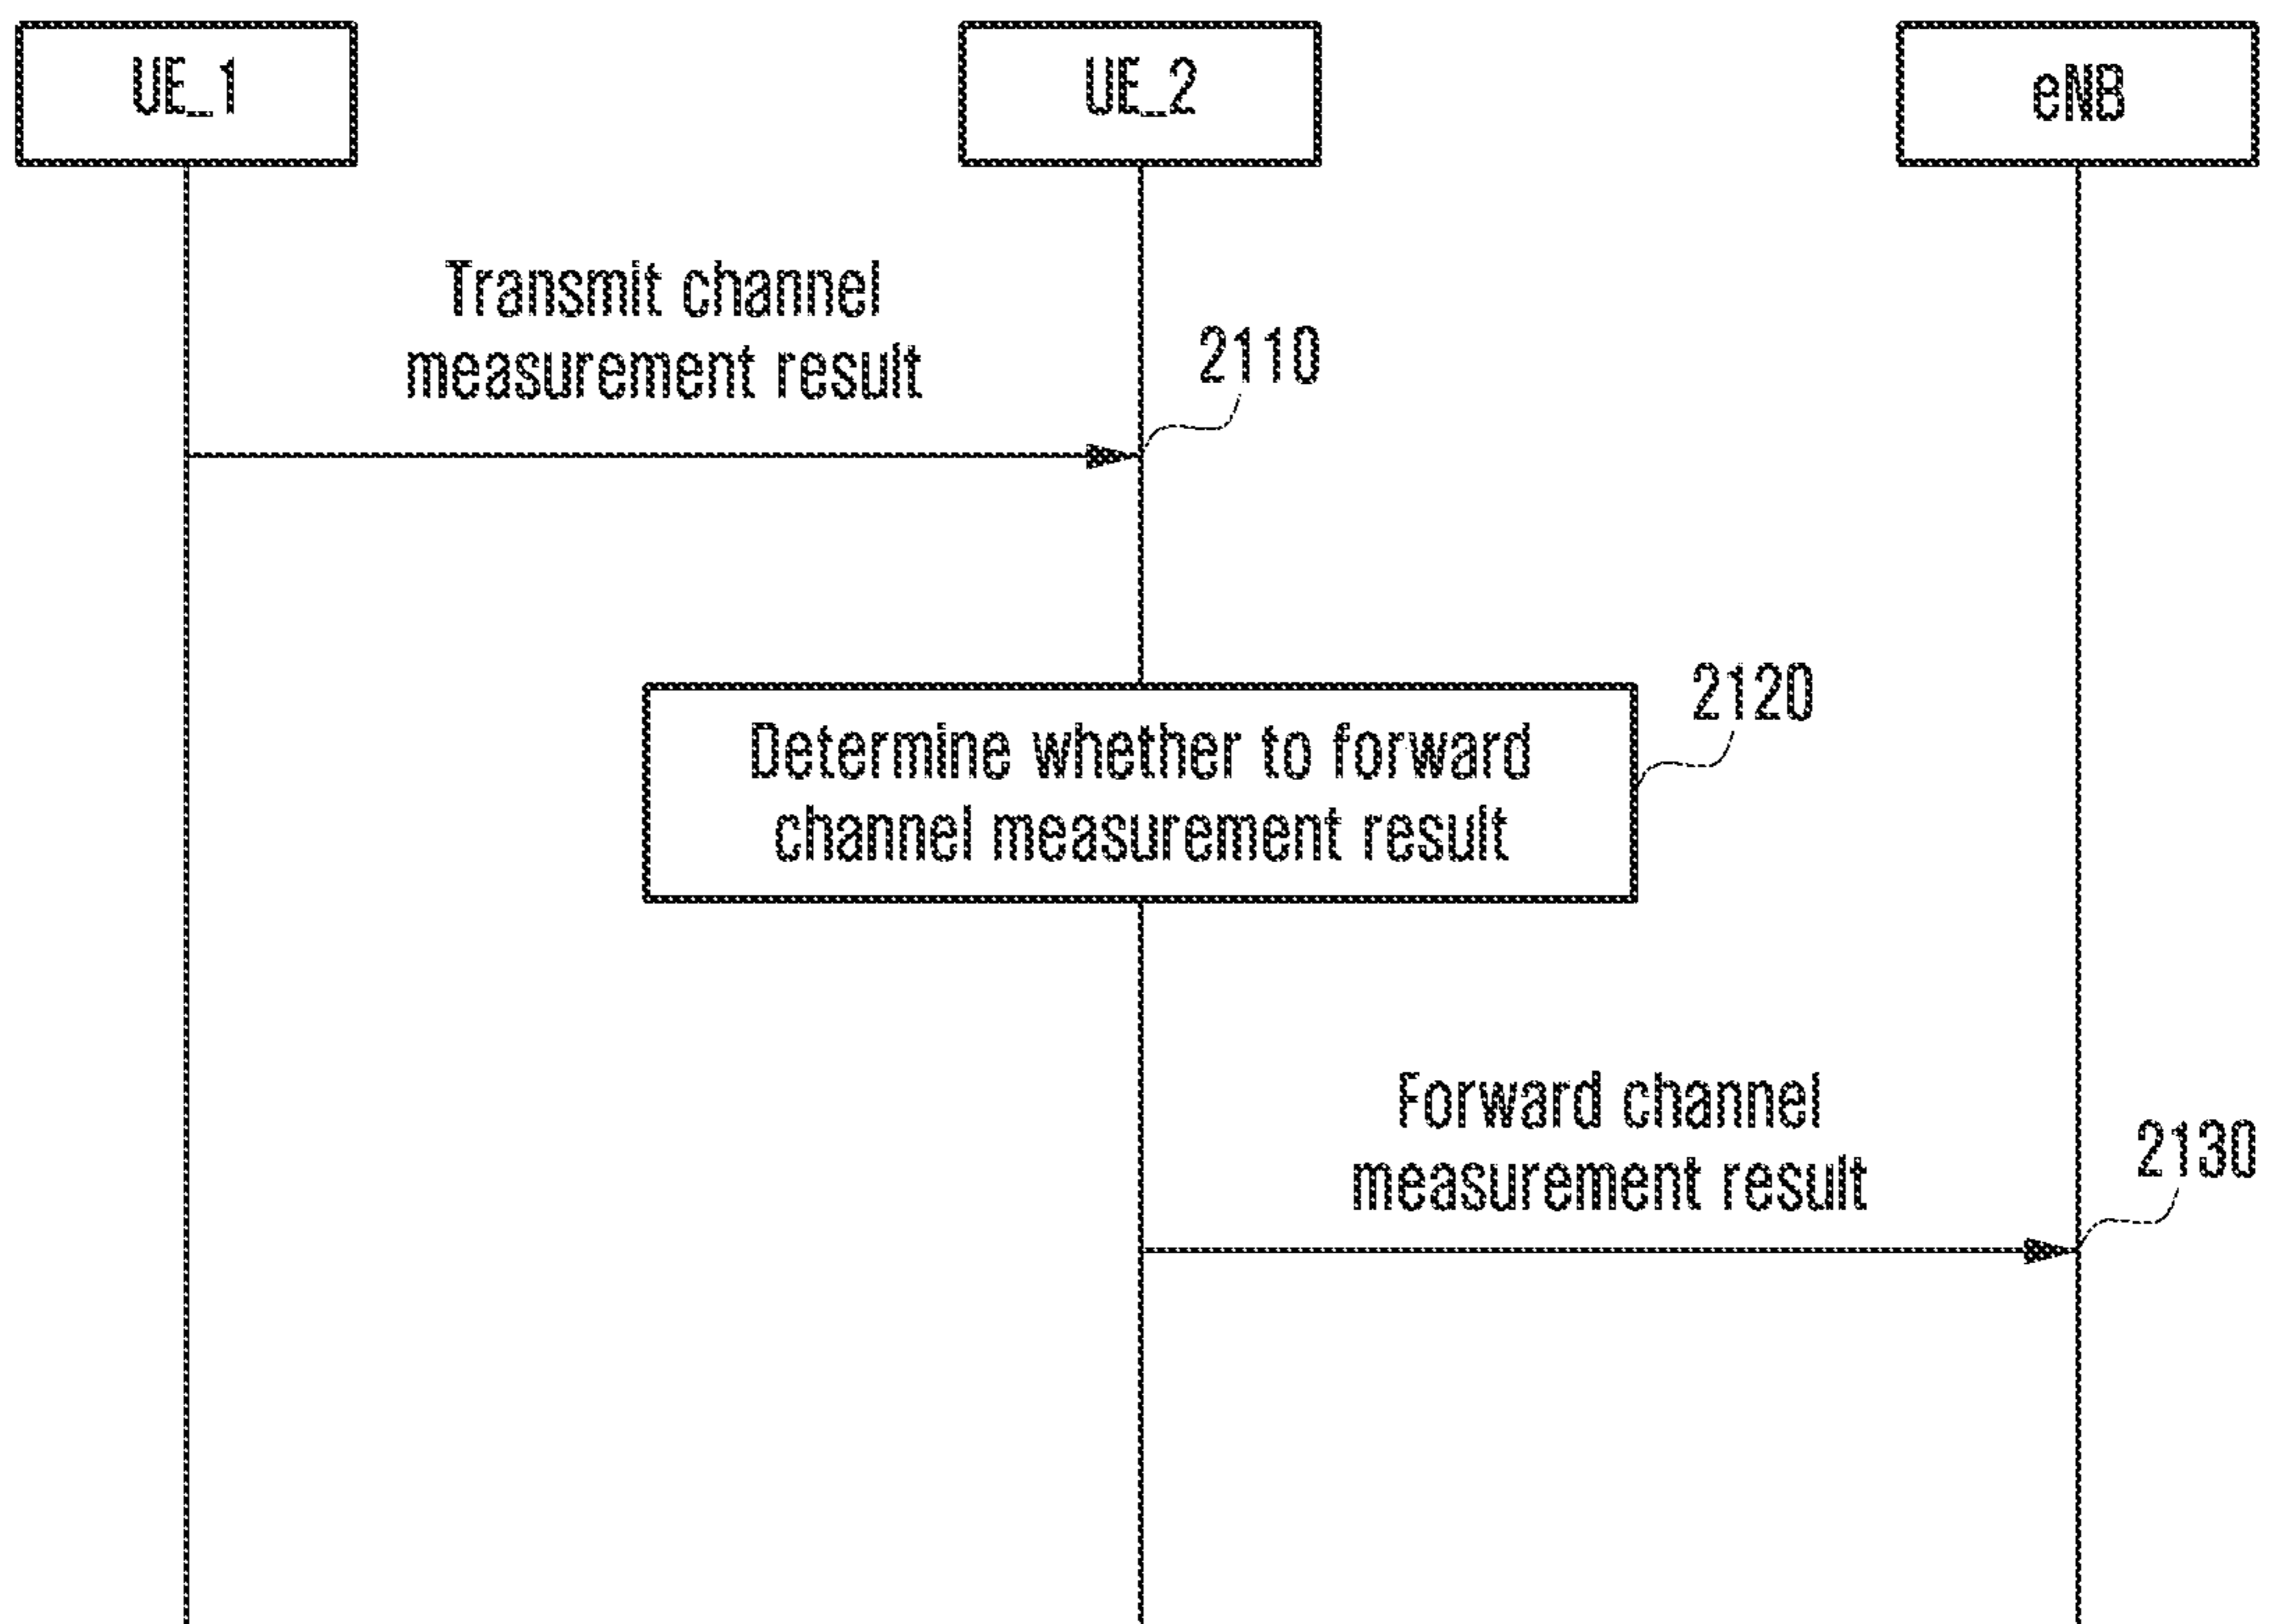 UE_1
UE_2
eNB
Transmit channel
measurement result
2110
Determine whether to forward
channel measurement result
2120
Forward channel
measurement result
2130